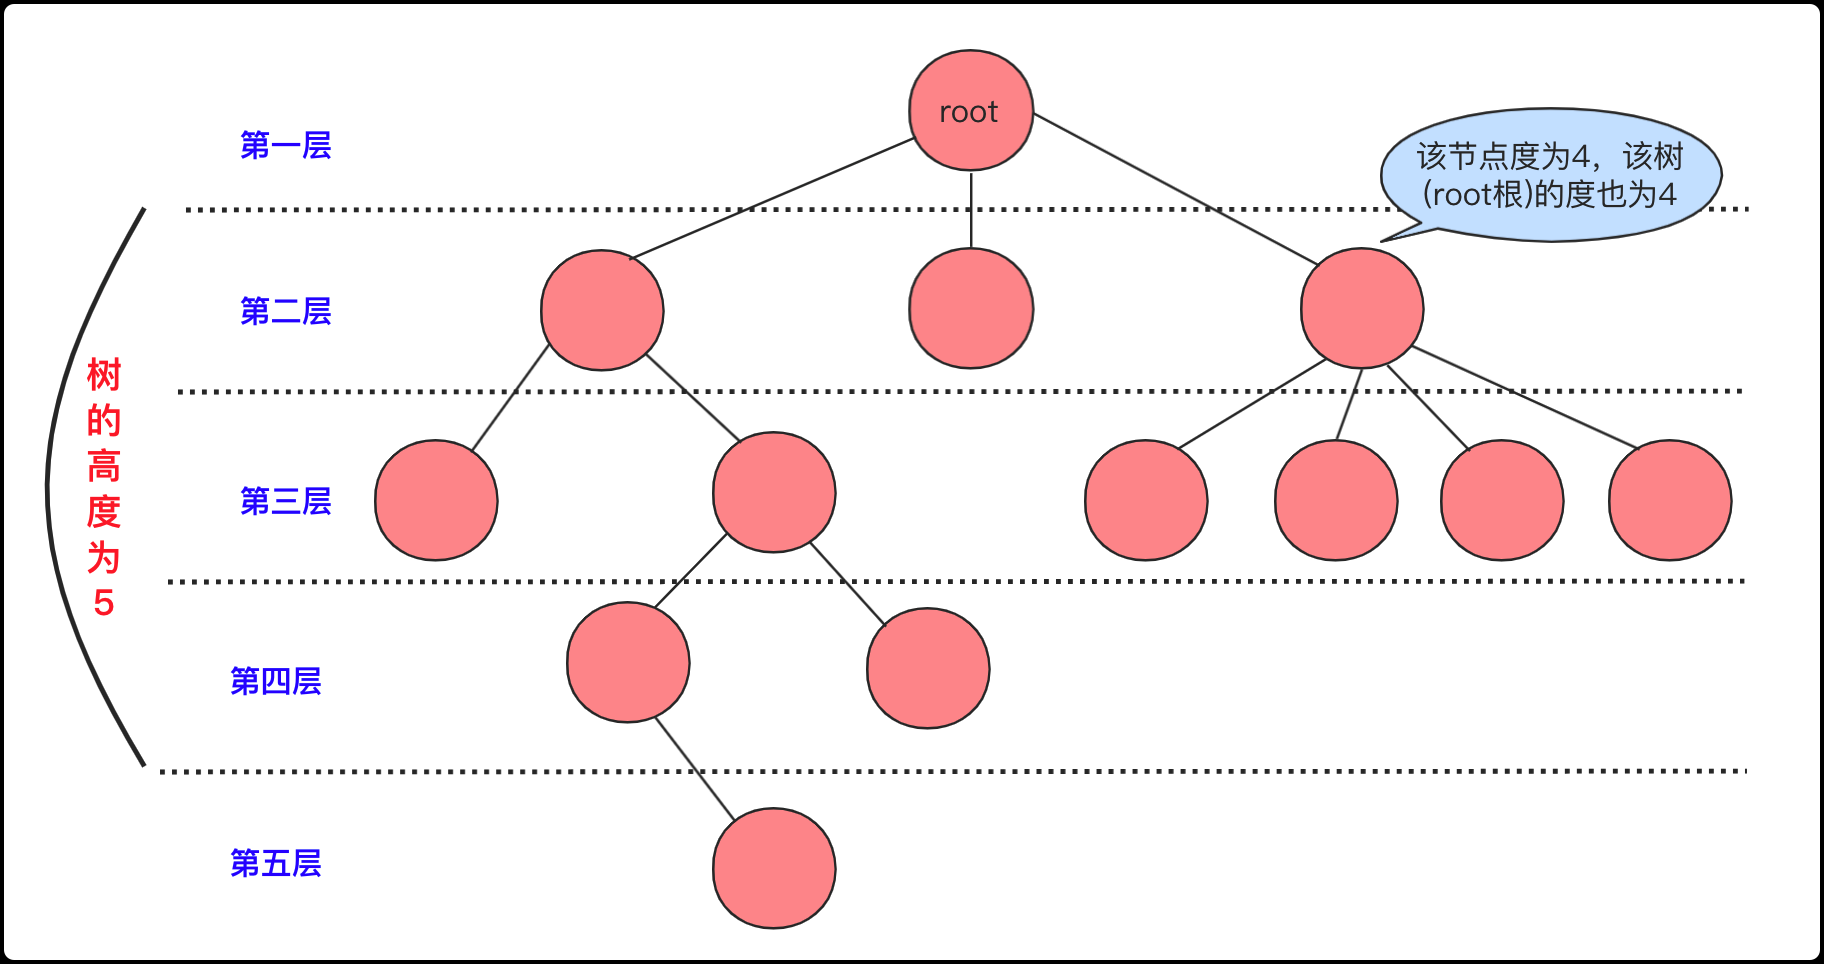 root
第一层
该节点度为4，该树
(root根)的度也为4
第二层
树
的
高
度
为
5
第三层
第四层
第五层